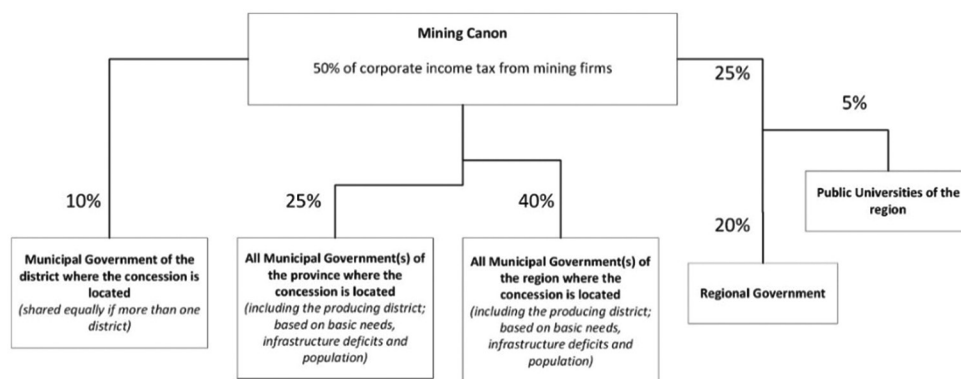 Mining Canon
50% of corporate income tax from mining firms
25%
5%
10%
25%
40%
Public Universities of the
region
20%
Municipal Government of the
district where the concession is
located
(shared equally if more than one
district)
All Municipal Government(s) of
the province where the
concession is located
(including the producing district;
based on basic needs,
infrastructure deficits and
population)
All Municipal Government(s) of
the region where the
concession is located
(including the producing district;
based on basic needs,
infrastructure deficits and
population)
Regional Government